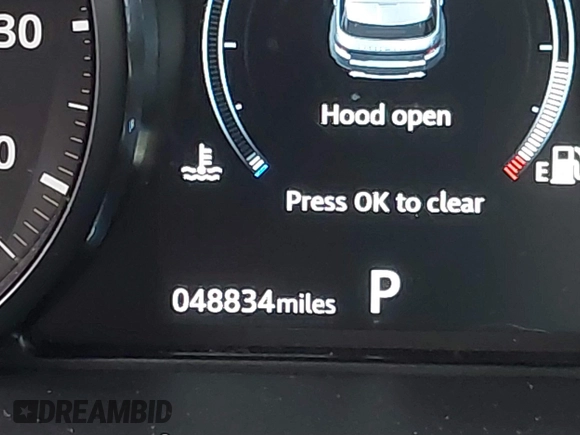 30
0
Hood open
E
Press OK to clear
048834miles P
DREAMBID